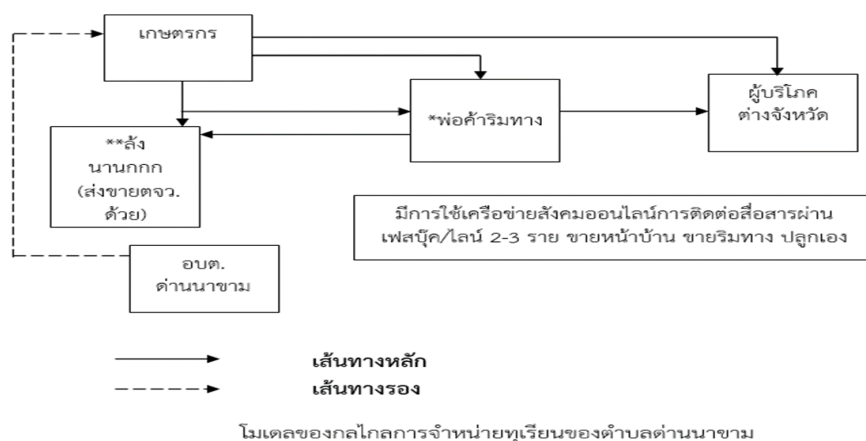 เกษตรกร
*พ่อค้าริมทาง
ผู้บริโภค
ต่างจังหวัด
**ล้ง
นานกกก
(ส่งขายตจว.
ด้วย)
มีการใช้เครือข่ายสังคมออนไลน์การติดต่อสื่อสารผ่าน
เฟสบุ๊ค/ไลน์ 2-3 ราย ขายหน้าบ้าน ขายริมทาง ปลูกเอง
อบต.
ด่านนาขาม
เส้นทางหลัก
เส้นทางรอง
โมเดลของกลไกลการจำหน่ายทุเรียนของตำบลด่านนาขาม